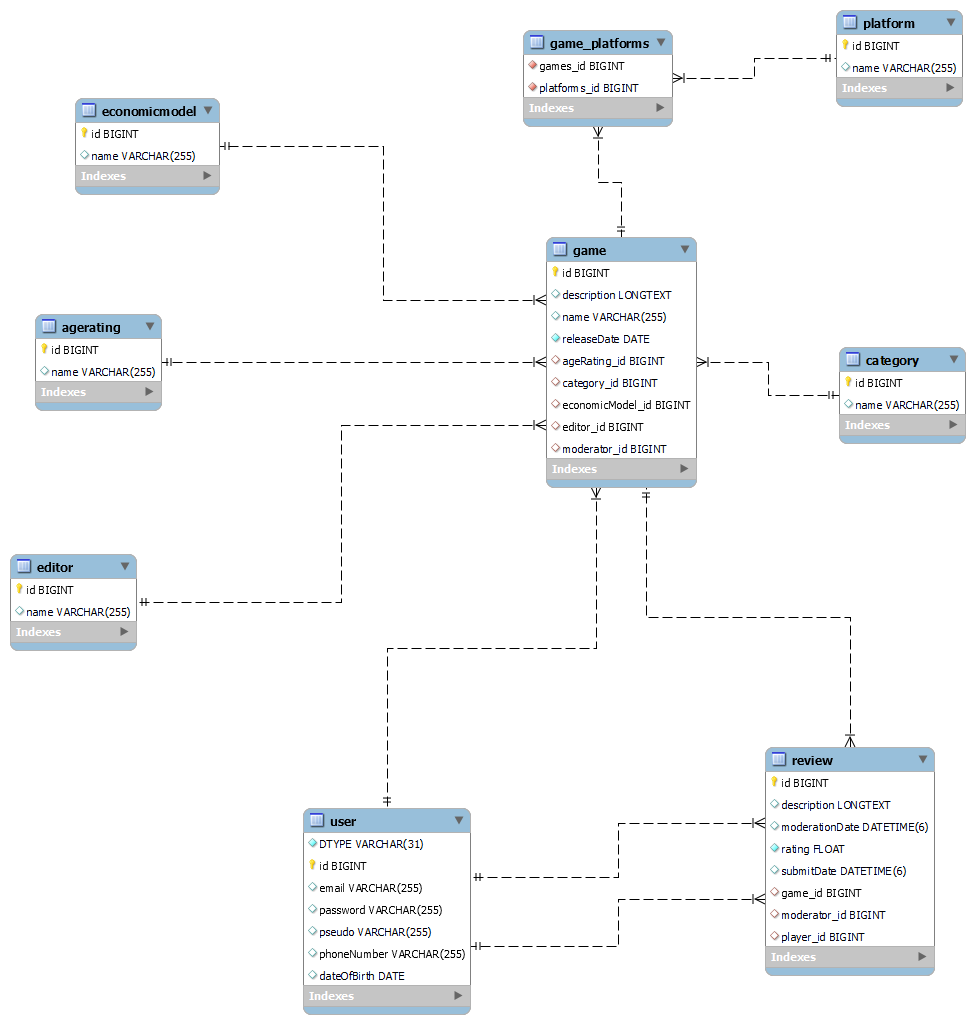 platform
id BIGINT
name VARCHAR(255)
Indexes
game_platforms
games_id BIGINT
platforms_id BIGINT
Indexes
economicmodel
id BIGINT
name VARCHAR(255)
Indexes
game
id BIGINT
description LONGTEXT
name VARCHAR(255)
releaseDate DATE
ageRating_id BIGINT
category_id BIGINT
economicModel_id BIGINT
editor_id BIGINT
moderator_id BIGINT
Indexes
agerating
id BIGINT
name VARCHAR(255)
Indexes
category
id BIGINT
name VARCHAR(255)
Indexes
editor
id BIGINT
name VARCHAR(255)
Indexes
review
id BIGINT
description LONGTEXT
moderationDate DATETIME(6)
rating FLOAT
submitDate DATETIME(6)
game_id BIGINT
moderator_id BIGINT
player_id BIGINT
Indexes
user
DTYPE VARCHAR(31)
id BIGINT
email VARCHAR(255)
password VARCHAR(255)
pseudo VARCHAR(255)
phoneNumber VARCHAR(255)
dateOfBirth DATE
Indexes